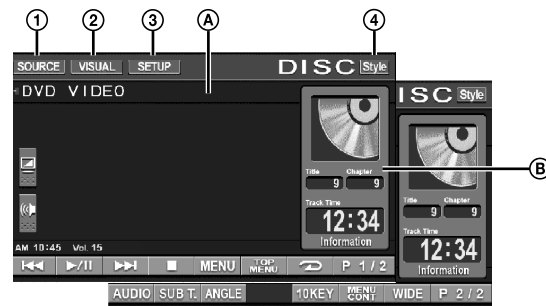 1 2 3 A 4
SOURCE VISUAL SETUP DISC Style
DVD VIDEO
ISC Style
Title Chapter
9 9
Track Time
12:34
Information
Title Chapter
9 9
Track Time
12:34
Information
B
AM 10:45 Vol. 15
MENU TOP MENU P 1/2
AUDIO SUB T. ANGLE 10KEY MENU CONT WIDE P 2/2